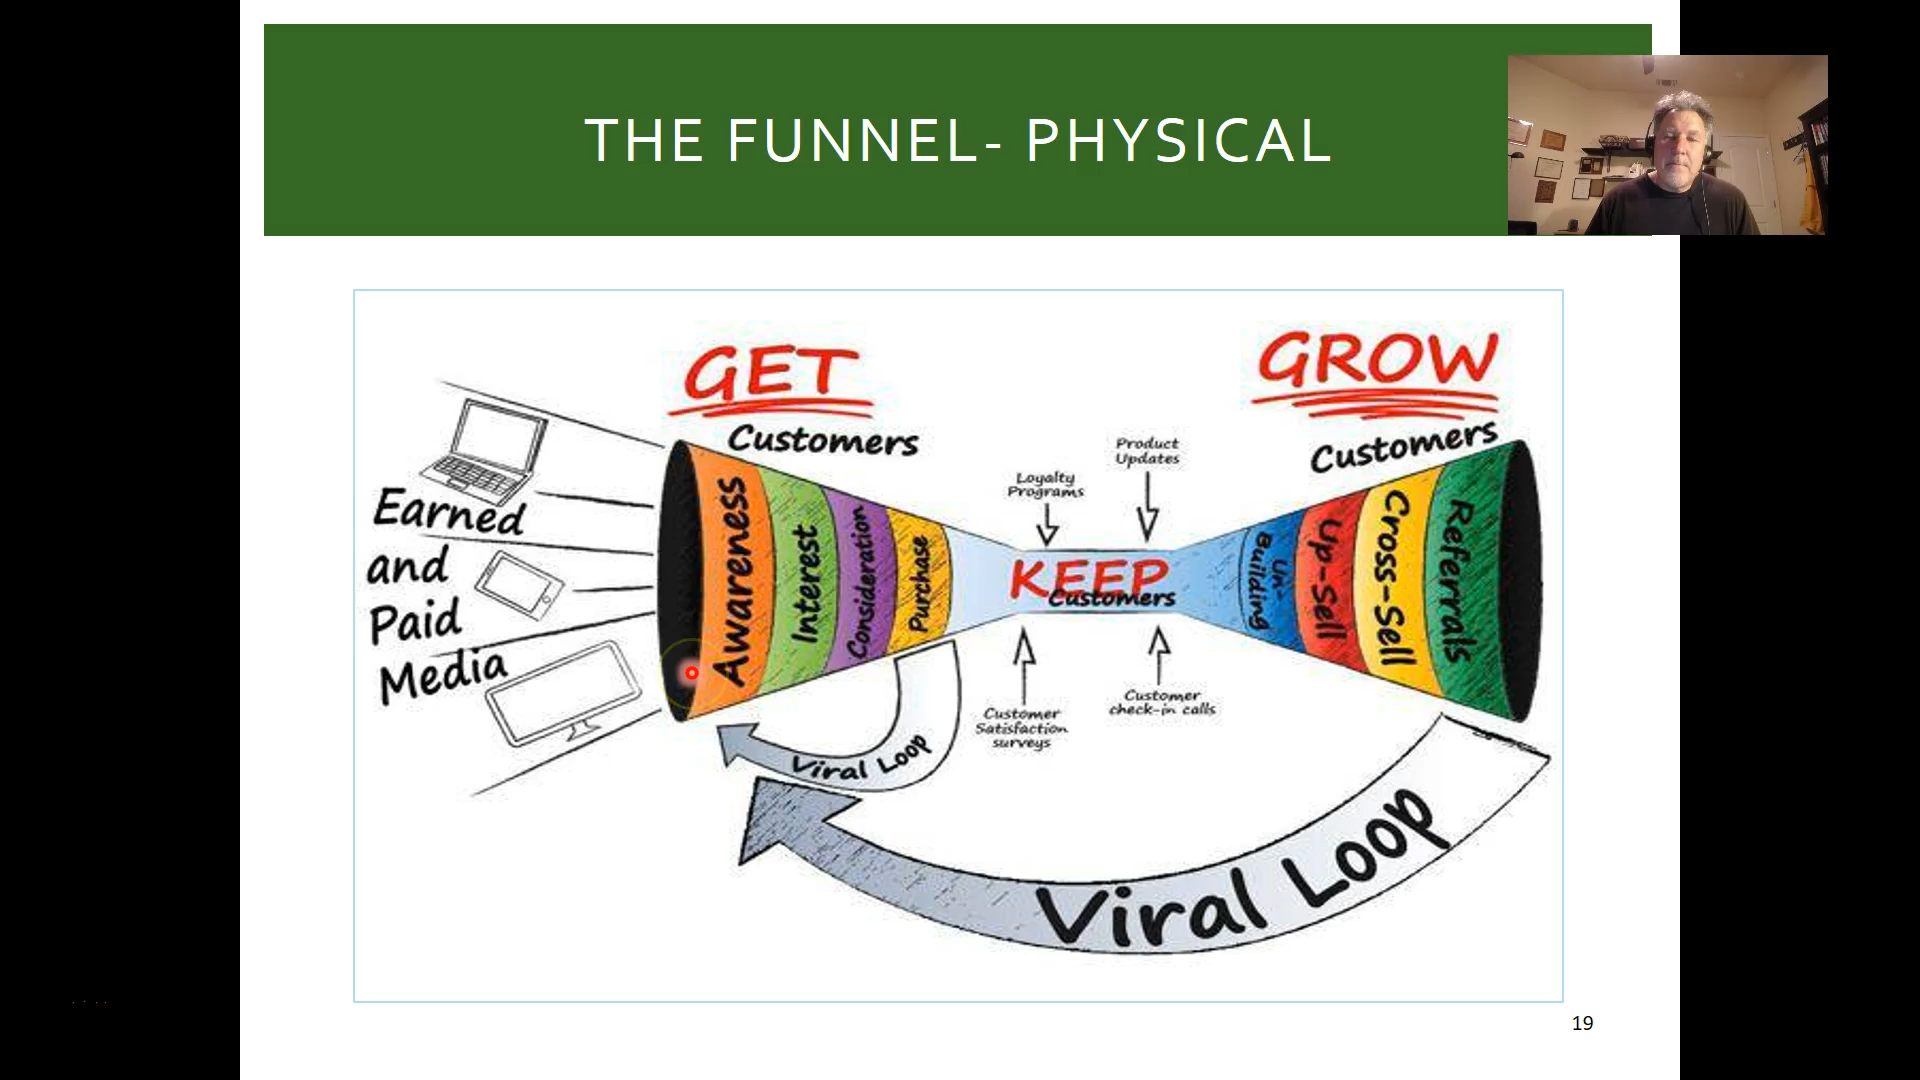 THE FUNNEL- PHYSICAL
GET
Customers
GROW
Customers
Earned
and
Paid
Media
Awareness
Interest
Consideration
Purchase
Loyalty
Programs
Product
Updates
KEEP
Customers
Customer
Satisfaction
surveys
Customer
check-in calls
Un-
Building
Up-Sell
Cross-Sell
Referrals
Viral Loop
Viral Loop
19